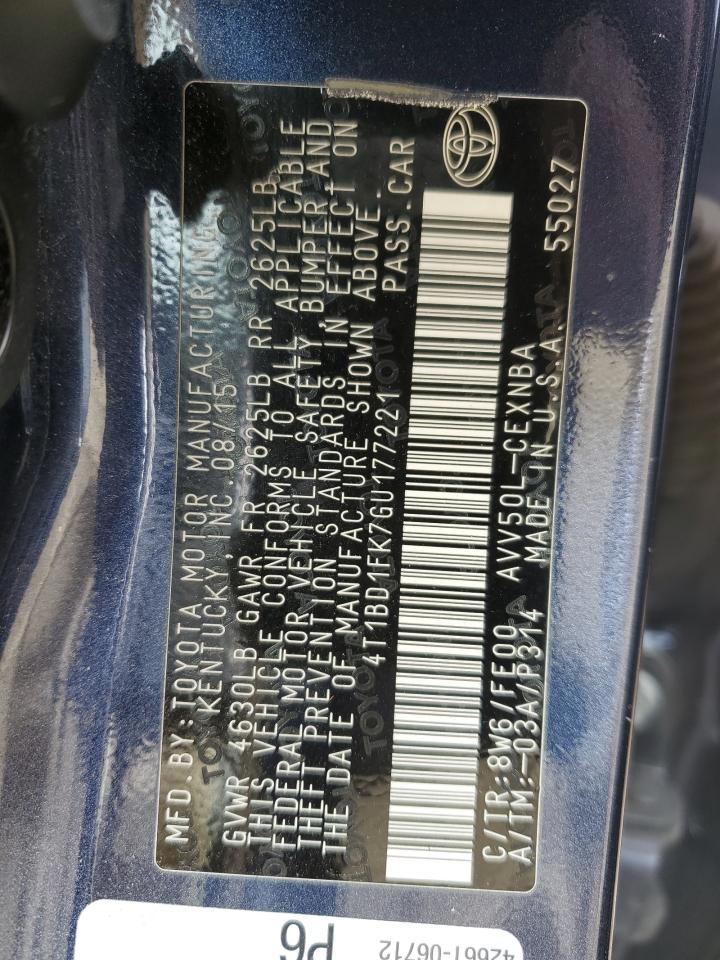 MFD.BY:TOYOTA MOTOR MANUFACTURING
KENTUCKY, INC. 08/15
GVWR 4630LB GAWR FR 2625LB RR 2625LB
THIS VEHICLE CONFORMS TO ALL APPLICABLE
FEDERAL MOTOR VEHICLE SAFETY, BUMPER AND
THEFT PREVENTION STANDARDS IN EFFECT ON
THE DATE OF MANUFACTURE SHOWN ABOVE.
4T1BD1FK7GU177221 PASS.CAR
C/TR:8W6/FE00 AVV50L-CEXNBA
A/TM:-03A/P314 MADE IN U.S.A. 55027
P6
42661-06712